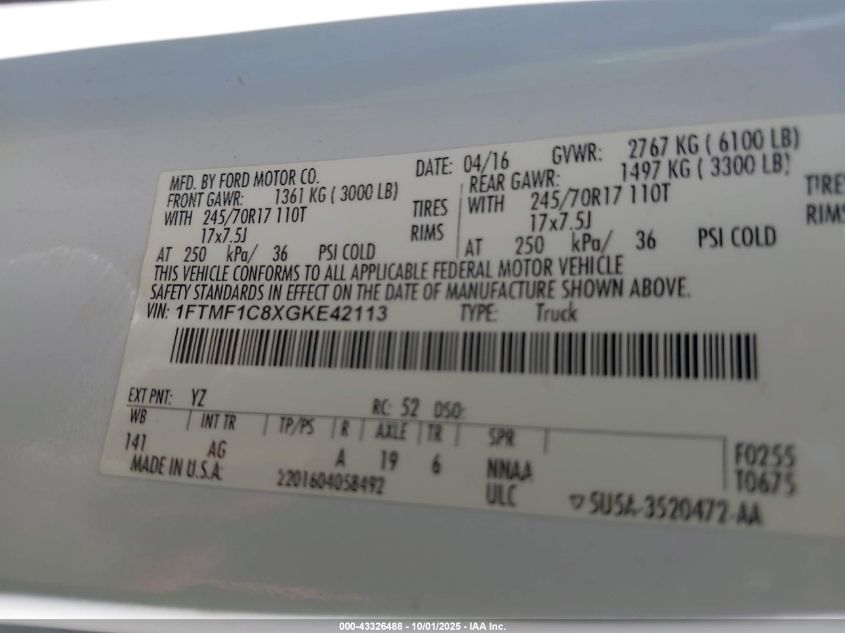 MFD. BY FORD MOTOR CO. DATE: 04/16 GVWR: 2767 KG ( 6100 LB)
FRONT GAWR: 1361 KG ( 3000 LB) REAR GAWR: 1497 KG ( 3300 LB)
WITH 245/70R17 110T TIRES WITH 245/70R17 110T TIRE
17x7.5J RIMS 17x7.5J RIMS
AT 250 kPa/ 36 PSI COLD AT 250 kPa/ 36 PSI COLD
THIS VEHICLE CONFORMS TO ALL APPLICABLE FEDERAL MOTOR VEHICLE
SAFETY STANDARDS IN EFFECT ON THE DATE OF MANUFACTURE SHOWN ABOVE.
VIN: 1FTMF1C8XGKE42113 TYPE: Truck
EXT PNT: YZ RC: 52 DSO:
WB INT TR TP/PS R AXLE TR SPR
141 AG A 19 6 NNAA F0255
MADE IN U.S.A. 2201604058492 ULC T0675
▽ 5U5A-3520472-AA
000-43326488 - 10/01/2025 - IAA Inc.